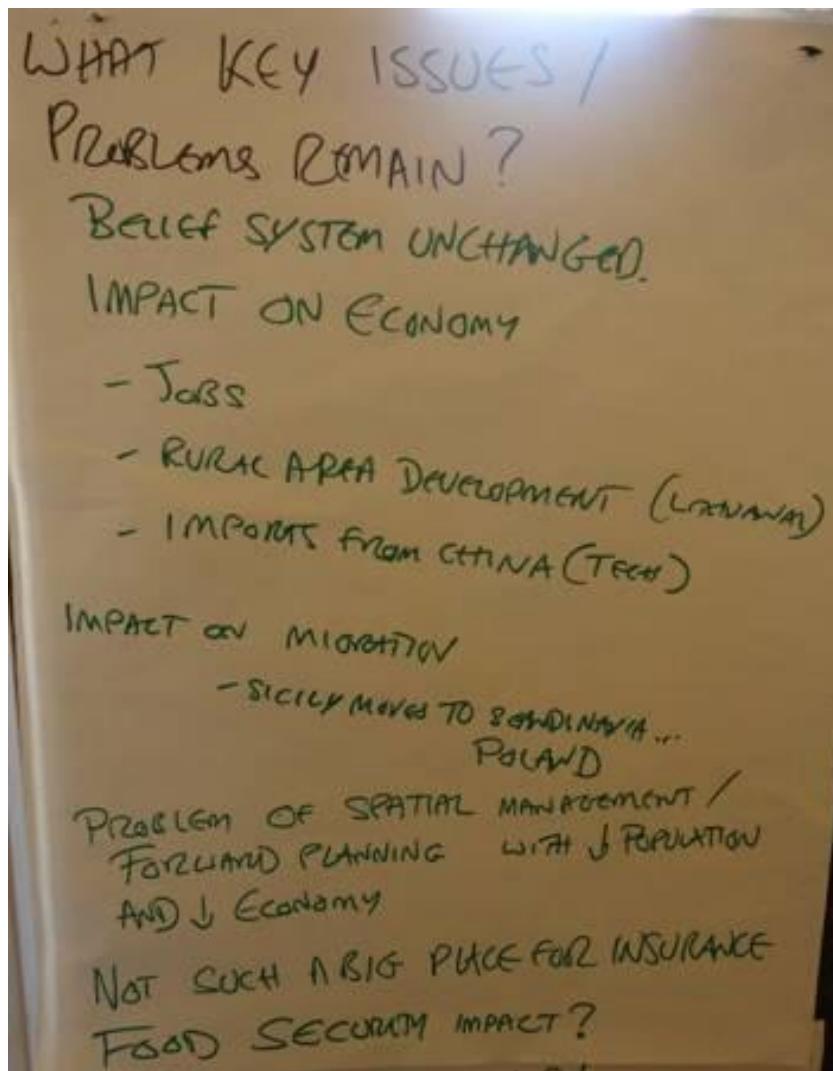 WHAT KEY ISSUES /
PROBLEMS REMAIN?
BELIEF SYSTEM UNCHANGED.
IMPACT ON ECONOMY
- JOBS
- RURAL AREA DEVELOPMENT
- IMPORTS FROM CHINA (TECH)
IMPACT ON MIGRATION
- SICILY MOVES TO SCANDINAVIA...
POLAND
PROBLEM OF SPATIAL MANAGEMENT /
FORWARD PLANNING WITH ↓ POPULATION
AND ↓ ECONOMY
NOT SUCH A BIG PLACE FOR INSURANCE
FOOD SECURITY IMPACT?